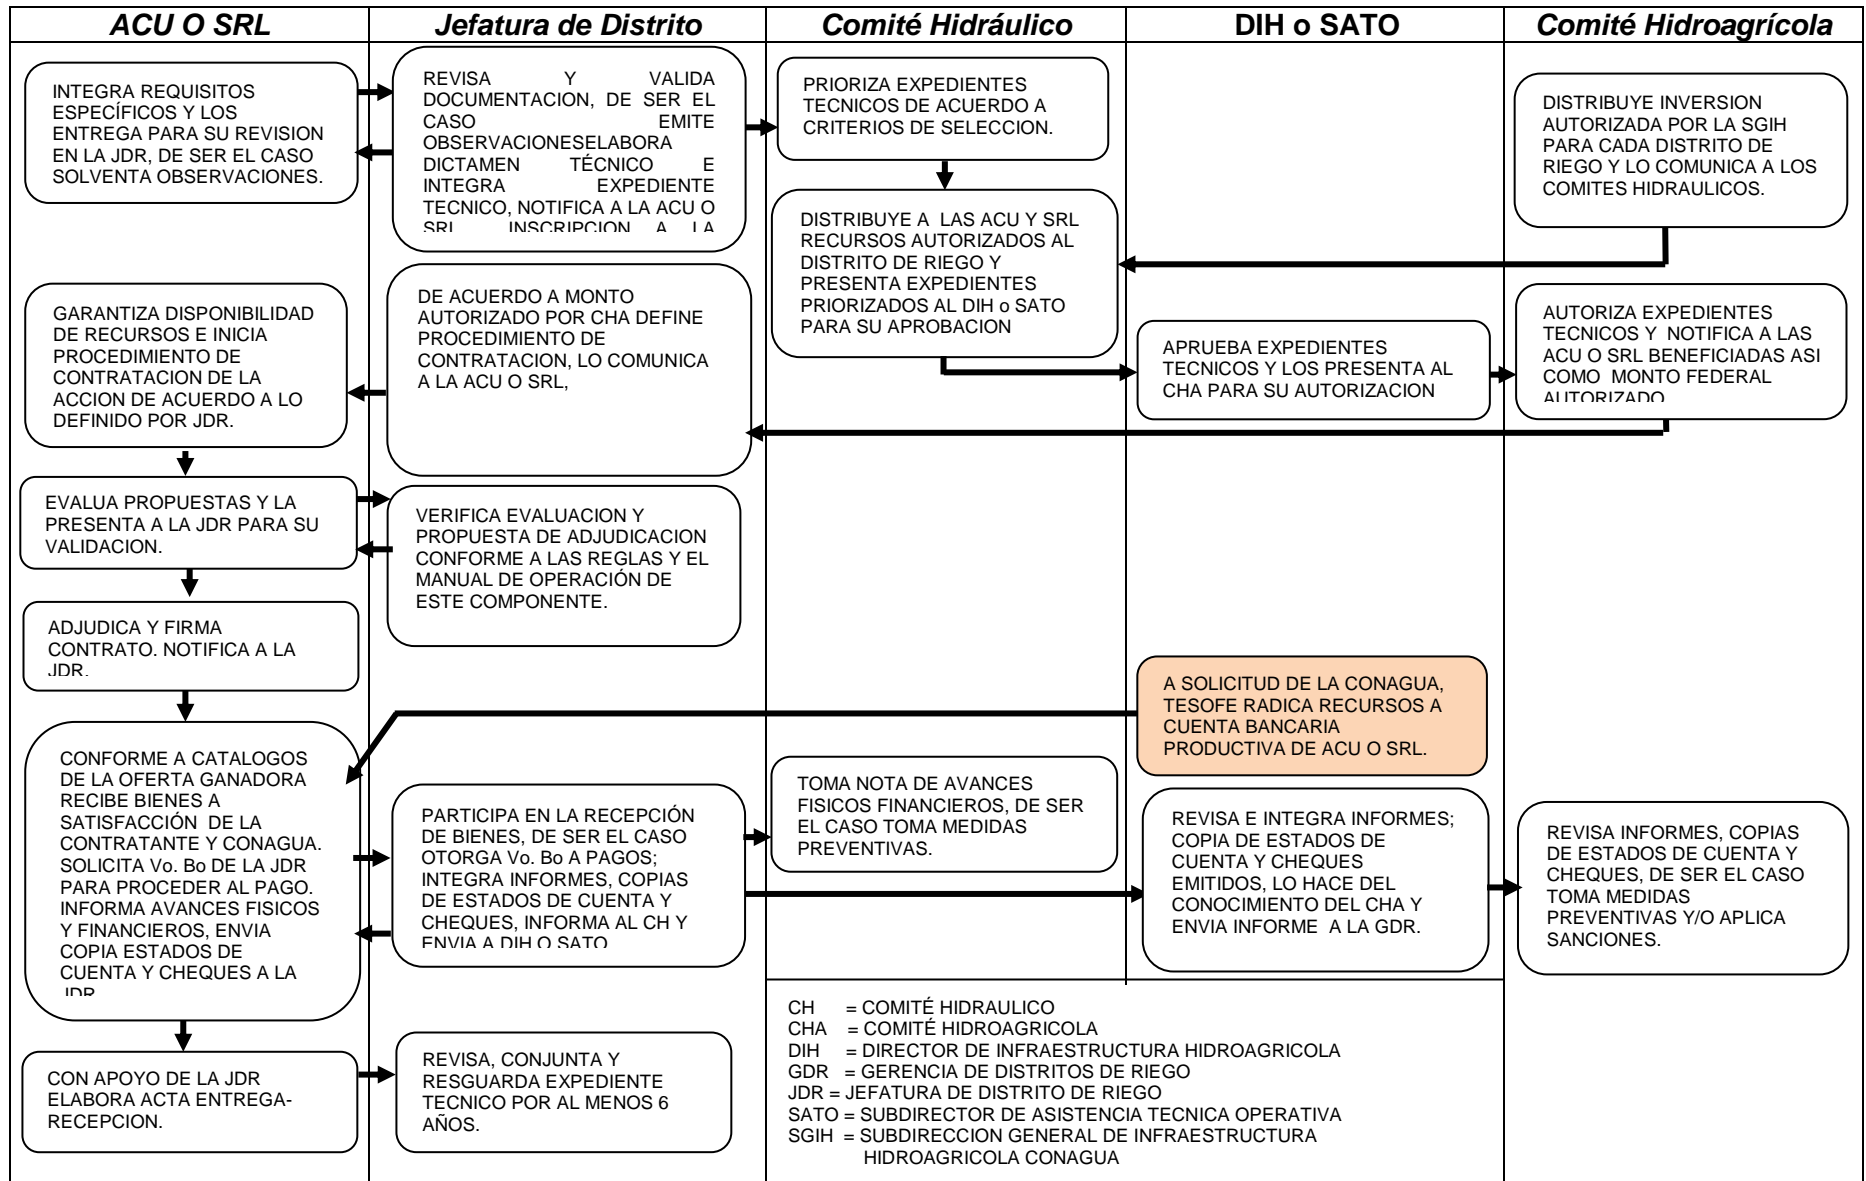 ACU O SRL
Jefatura de Distrito
Comité Hidráulico
DIH o SATO
Comité Hidroagrícola
INTEGRA REQUISITOS
ESPECÍFICOS Y LOS
ENTREGA PARA SU REVISION
EN LA JDR, DE SER EL CASO
SOLVENTA OBSERVACIONES.
REVISA Y VALIDA
DOCUMENTACION, DE SER EL
CASO EMITE
OBSERVACIONESELABORA
DICTAMEN TÉCNICO E
INTEGRA EXPEDIENTE
TECNICO, NOTIFICA A LA ACU O
SRL INSCRIPCION A LA
PRIORIZA EXPEDIENTES
TECNICOS DE ACUERDO A
CRITERIOS DE SELECCION.
DISTRIBUYE INVERSION
AUTORIZADA POR LA SGIH
PARA CADA DISTRITO DE
RIEGO Y LO COMUNICA A LOS
COMITES HIDRAULICOS.
DISTRIBUYE A LAS ACU Y SRL
RECURSOS AUTORIZADOS AL
DISTRITO DE RIEGO Y
PRESENTA EXPEDIENTES
PRIORIZADOS AL DIH o SATO
PARA SU APROBACION
GARANTIZA DISPONIBILIDAD
DE RECURSOS E INICIA
PROCEDIMIENTO DE
CONTRATACION DE LA
ACCION DE ACUERDO A LO
DEFINIDO POR JDR.
DE ACUERDO A MONTO
AUTORIZADO POR CHA DEFINE
PROCEDIMIENTO DE
CONTRATACION, LO COMUNICA
A LA ACU O SRL,
APRUEBA EXPEDIENTES
TECNICOS Y LOS PRESENTA AL
CHA PARA SU AUTORIZACION
AUTORIZA EXPEDIENTES
TECNICOS Y NOTIFICA A LAS
ACU O SRL BENEFICIADAS ASI
COMO MONTO FEDERAL
AUTORIZADO
EVALUA PROPUESTAS Y LA
PRESENTA A LA JDR PARA SU
VALIDACION.
VERIFICA EVALUACION Y
PROPUESTA DE ADJUDICACION
CONFORME A LAS REGLAS Y EL
MANUAL DE OPERACIÓN DE
ESTE COMPONENTE.
ADJUDICA Y FIRMA
CONTRATO. NOTIFICA A LA
JDR.
A SOLICITUD DE LA CONAGUA,
TESOFE RADICA RECURSOS A
CUENTA BANCARIA
PRODUCTIVA DE ACU O SRL.
CONFORME A CATALOGOS
DE LA OFERTA GANADORA
RECIBE BIENES A
SATISFACCIÓN DE LA
CONTRATANTE Y CONAGUA.
SOLICITA Vo. Bo DE LA JDR
PARA PROCEDER AL PAGO.
INFORMA AVANCES FISICOS
Y FINANCIEROS, ENVIA
COPIA ESTADOS DE
CUENTA Y CHEQUES A LA
JDR
PARTICIPA EN LA RECEPCIÓN
DE BIENES, DE SER EL CASO
OTORGA Vo. Bo A PAGOS;
INTEGRA INFORMES, COPIAS
DE ESTADOS DE CUENTA Y
CHEQUES, INFORMA AL CH Y
ENVIA A DIH O SATO
TOMA NOTA DE AVANCES
FISICOS FINANCIEROS, DE SER
EL CASO TOMA MEDIDAS
PREVENTIVAS.
REVISA E INTEGRA INFORMES;
COPIA DE ESTADOS DE
CUENTA Y CHEQUES
EMITIDOS, LO HACE DEL
CONOCIMIENTO DEL CHA Y
ENVIA INFORME A LA GDR.
REVISA INFORMES, COPIAS
DE ESTADOS DE CUENTA Y
CHEQUES, DE SER EL CASO
TOMA MEDIDAS
PREVENTIVAS Y/O APLICA
SANCIONES.
CON APOYO DE LA JDR
ELABORA ACTA ENTREGA-
RECEPCION.
REVISA, CONJUNTA Y
RESGUARDA EXPEDIENTE
TECNICO POR AL MENOS 6
AÑOS.
CH = COMITÉ HIDRAULICO
CHA = COMITÉ HIDROAGRICOLA
DIH = DIRECTOR DE INFRAESTRUCTURA HIDROAGRICOLA
GDR = GERENCIA DE DISTRITOS DE RIEGO
JDR = JEFATURA DE DISTRITO DE RIEGO
SATO = SUBDIRECTOR DE ASISTENCIA TECNICA OPERATIVA
SGIH = SUBDIRECCION GENERAL DE INFRAESTRUCTURA
HIDROAGRICOLA CONAGUA